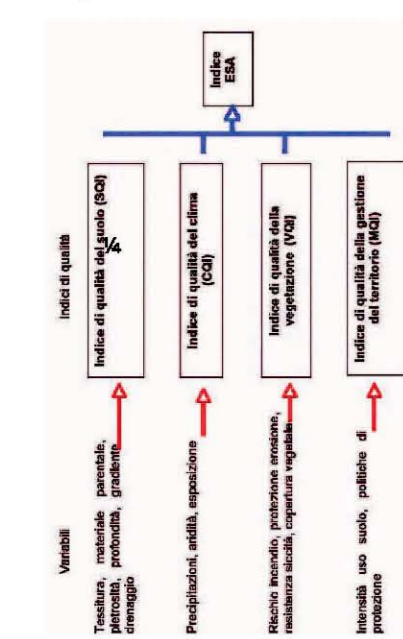 Variabili
Indici di qualità
Tessitura, materiale parentale,
pietrosità, profondità, gradiente
drenaggio
Indice di qualità del suolo (SQI)
¼
Precipitazioni, aridità, esposizione
Indice di qualità del clima
(CQI)
Rischio incendio, protezione erosione,
resistenza siccità, copertura vegetale
Indice di qualità della
vegetazione (VQI)
Intensità uso suolo, politiche di
protezione
Indice di qualità della gestione
del territorio (MQI)
Indice
ESA